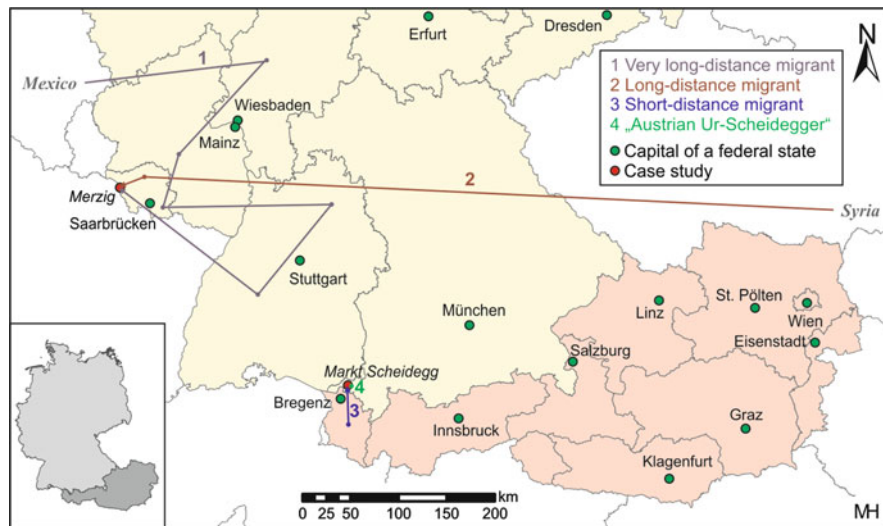 Erfurt
Dresden
1
Mexico
1 Very long-distance migrant
2 Long-distance migrant
3 Short-distance migrant
4 „Austrian Ur-Scheidegger“
Capital of a federal state
Case study
N
Wiesbaden
Mainz
2
Merzig
Saarbrücken
Syria
Stuttgart
München
Linz
St. Pölten
Wien
Eisenstadt
Salzburg
Markt Scheidegg
4
Bregenz
3
Innsbruck
Graz
Klagenfurt
km
0 25 50 100 150 200
MH